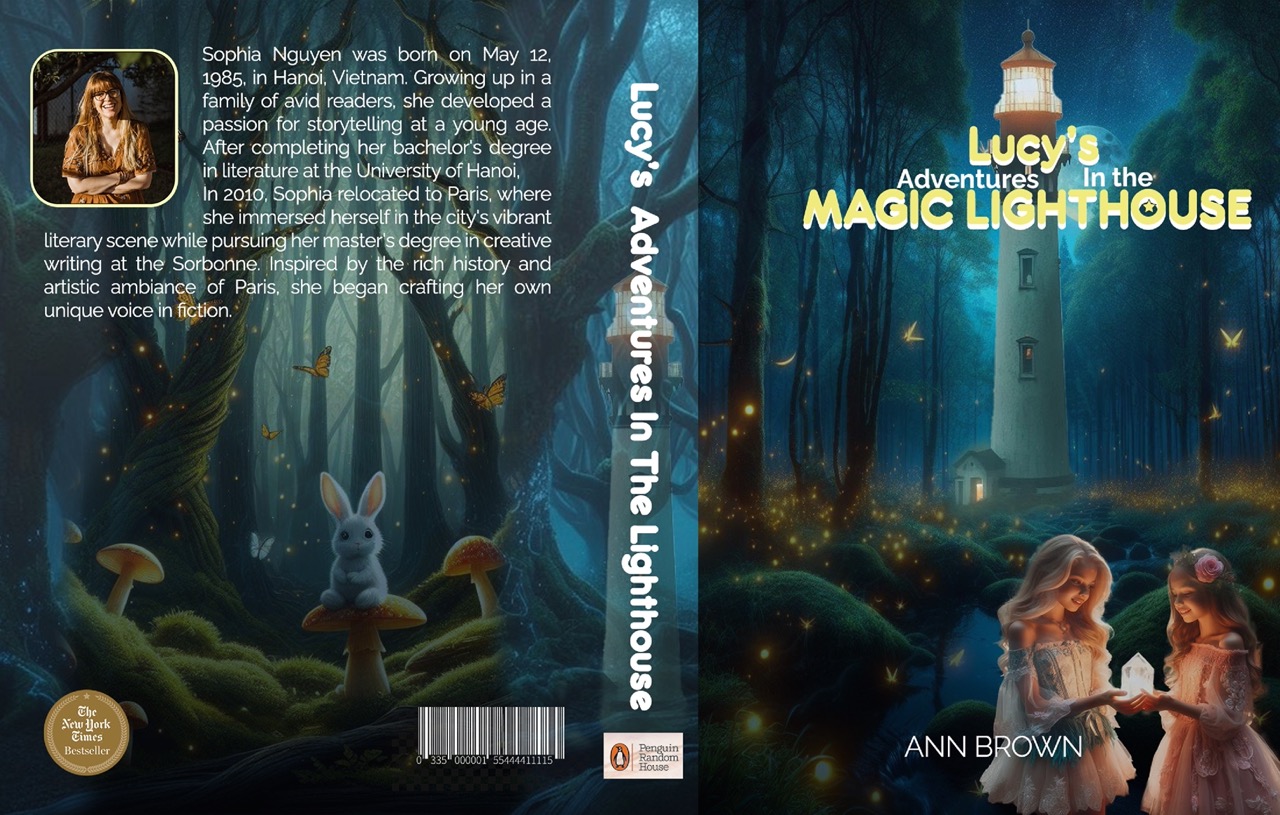 Sophia Nguyen was born on May 12,
1985, in Hanoi, Vietnam. Growing up in a
family of avid readers, she developed a
passion for storytelling at a young age.
After completing her bachelor's degree
in literature at the University of Hanoi,
In 2010, Sophia relocated to Paris, where
she immersed herself in the city's vibrant
literary scene while pursuing her master's degree in creative
writing at the Sorbonne. Inspired by the rich history and
artistic ambiance of Paris, she began crafting her own
unique voice in fiction.
The
New York
Times
Bestseller
0 335 000001 55444411115
Lucy's Adventures In The Lighthouse
Penguin
Random
House
Lucy's
Adventures In the
MAGIC LIGHTHOUSE
ANN BROWN